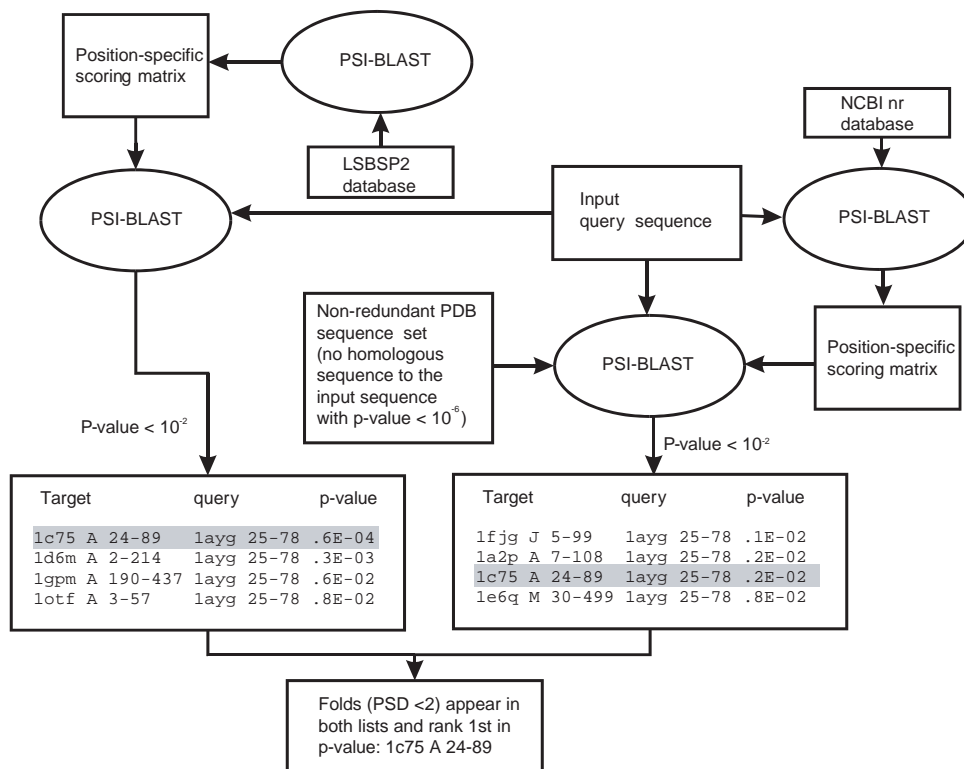 Position-specific
scoring matrix
PSI-BLAST
NCBI nr
database
LSBSP2
database
PSI-BLAST
Input
query sequence
PSI-BLAST
Non-redundant PDB
sequence set
(no homologous
sequence to the
input sequence
with p-value < 10^-6)
PSI-BLAST
Position-specific
scoring matrix
P-value < 10^-2
P-value < 10^-2
Target query p-value
1c75 A 24-89 1ayg 25-78 .6E-04
1d6m A 2-214 1ayg 25-78 .3E-03
1gpm A 190-437 1ayg 25-78 .6E-02
1otf A 3-57 1ayg 25-78 .8E-02
Target query p-value
1fjg J 5-99 1ayg 25-78 .1E-02
1a2p A 7-108 1ayg 25-78 .2E-02
1c75 A 24-89 1ayg 25-78 .2E-02
1e6q M 30-499 1ayg 25-78 .8E-02
Folds (PSD <2) appear in
both lists and rank 1st in
p-value: 1c75 A 24-89